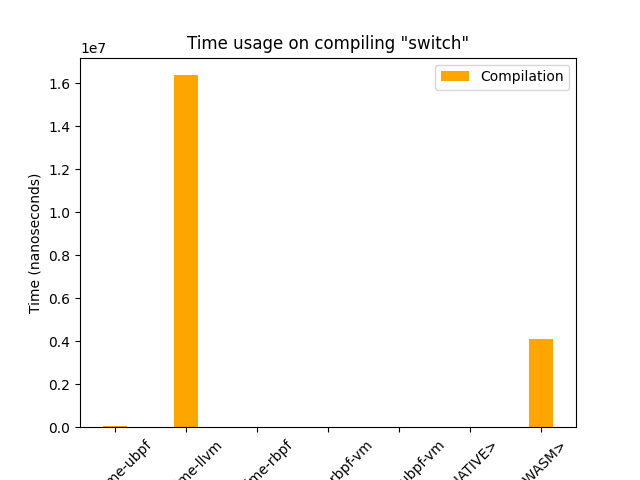 Time usage on compiling "switch"
1e7
Compilation
1.6
1.4
1.2
1.0
0.8
0.6
0.4
0.2
0.0
Time (nanoseconds)
me-ubpf
me-llvm
me-rbpf
rbpf-vm
ubpf-vm
NATIVE>
WASM>